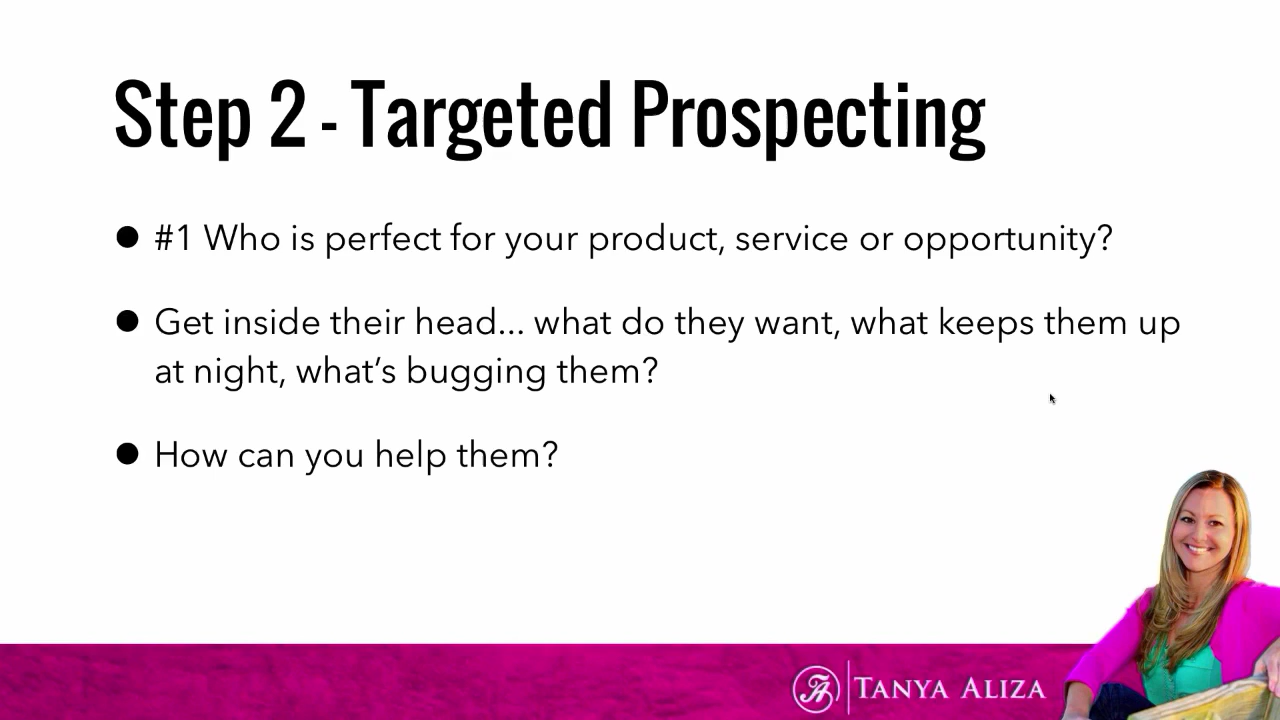 Step 2 - Targeted Prospecting
● #1 Who is perfect for your product, service or opportunity?
● Get inside their head... what do they want, what keeps them up
at night, what’s bugging them?
● How can you help them?
TA TANYA ALIZA